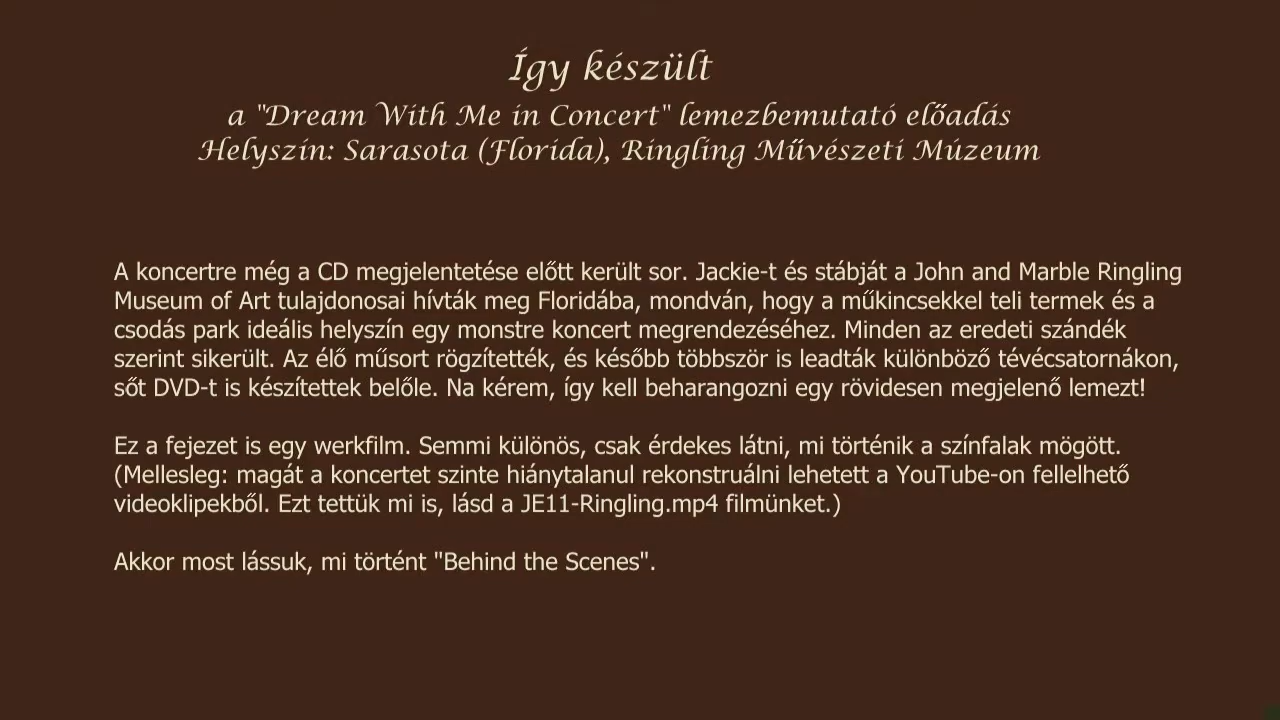 Így készült
a "Dream With Me in Concert" lemezbemutató előadás
Helyszín: Sarasota (Florida), Ringling Művészeti Múzeum
A koncertre még a CD megjelentetése előtt került sor. Jackie-t és stábját a John and Marble Ringling
Museum of Art tulajdonosai hívták meg Floridába, mondván, hogy a műkincsekkel teli termek és a
csodás park ideális helyszín egy monstre koncert megrendezéséhez. Minden az eredeti szándék
szerint sikerült. Az élő műsort rögzítették, és később többször is leadták különböző tévécsatornákon,
sőt DVD-t is készítettek belőle. Na kérem, így kell beharangozni egy rövidesen megjelenő lemezt!
Ez a fejezet is egy werkfilm. Semmi különös, csak érdekes látni, mi történik a színfalak mögött.
(Mellesleg: magát a koncertet szinte hiánytalanul rekonstruálni lehetett a YouTube-on fellelhető
videoklipekből. Ezt tettük mi is, lásd a JE11-Ringling.mp4 filmünket.)
Akkor most lássuk, mi történt "Behind the Scenes".